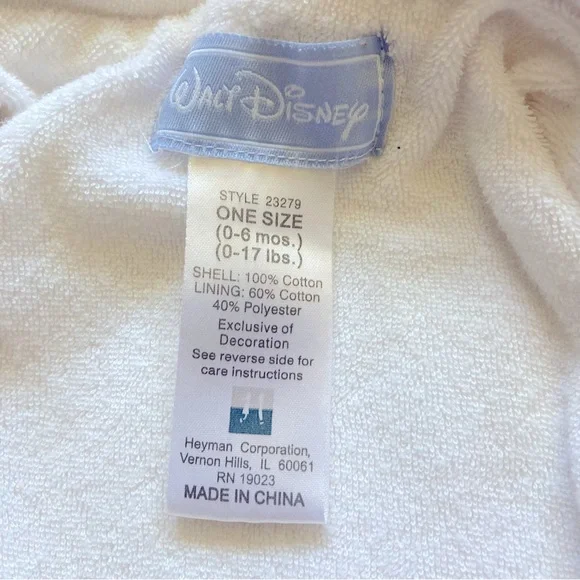 WALT DISNEY
STYLE 23279
ONE SIZE
(0-6 mos.)
(0-17 lbs.)
SHELL: 100% Cotton
LINING: 60% Cotton
40% Polyester
Exclusive of
Decoration
See reverse side for
care instructions
Heyman Corporation,
Vernon Hills, IL 60061
RN 19023
MADE IN CHINA